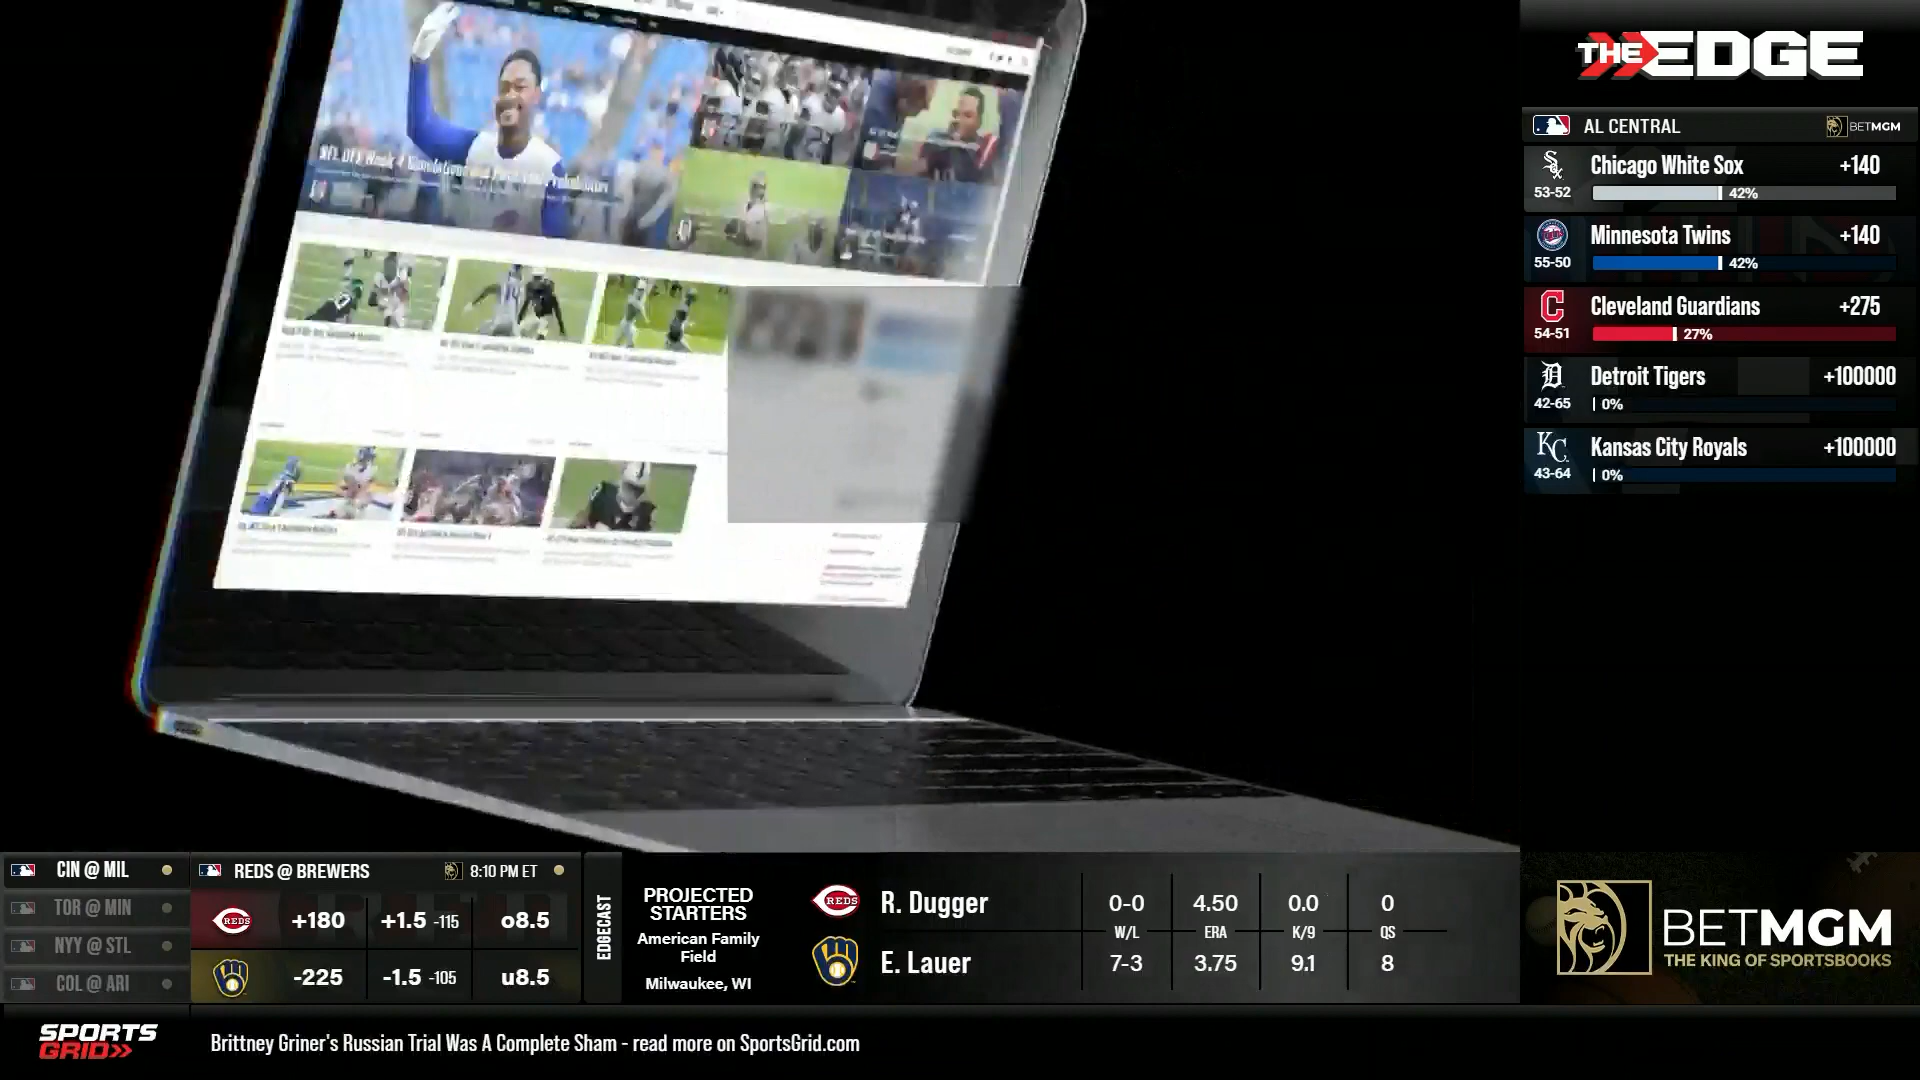 THE EDGE
AL CENTRAL
BETMGM
Chicago White Sox +140
53-52 42%
Minnesota Twins +140
55-50 42%
Cleveland Guardians +275
54-51 27%
Detroit Tigers +100000
42-65 0%
Kansas City Royals +100000
43-64 0%
CIN @ MIL
TOR @ MIN
NYY @ STL
COL @ ARI
REDS @ BREWERS 8:10 PM ET
REDS +180 +1.5 -115 o8.5
-225 -1.5 -105 u8.5
EDGECAST
PROJECTED
STARTERS
American Family
Field
Milwaukee, WI
REDS R. Dugger 0-0 4.50 0.0 0
W/L ERA K/9 QS
E. Lauer 7-3 3.75 9.1 8
BETMGM
THE KING OF SPORTSBOOKS
SPORTS
GRID
Brittney Griner's Russian Trial Was A Complete Sham - read more on SportsGrid.com